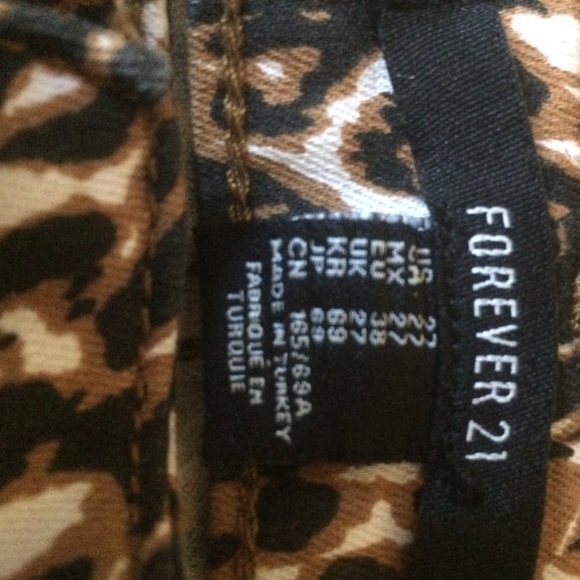 FOREVER 21
US 27
MX 27
EU 38
UK 27
KR 69
JP 69
CN 165/69A
MADE IN TURKEY
FABRIQUE EN
TURQUIE